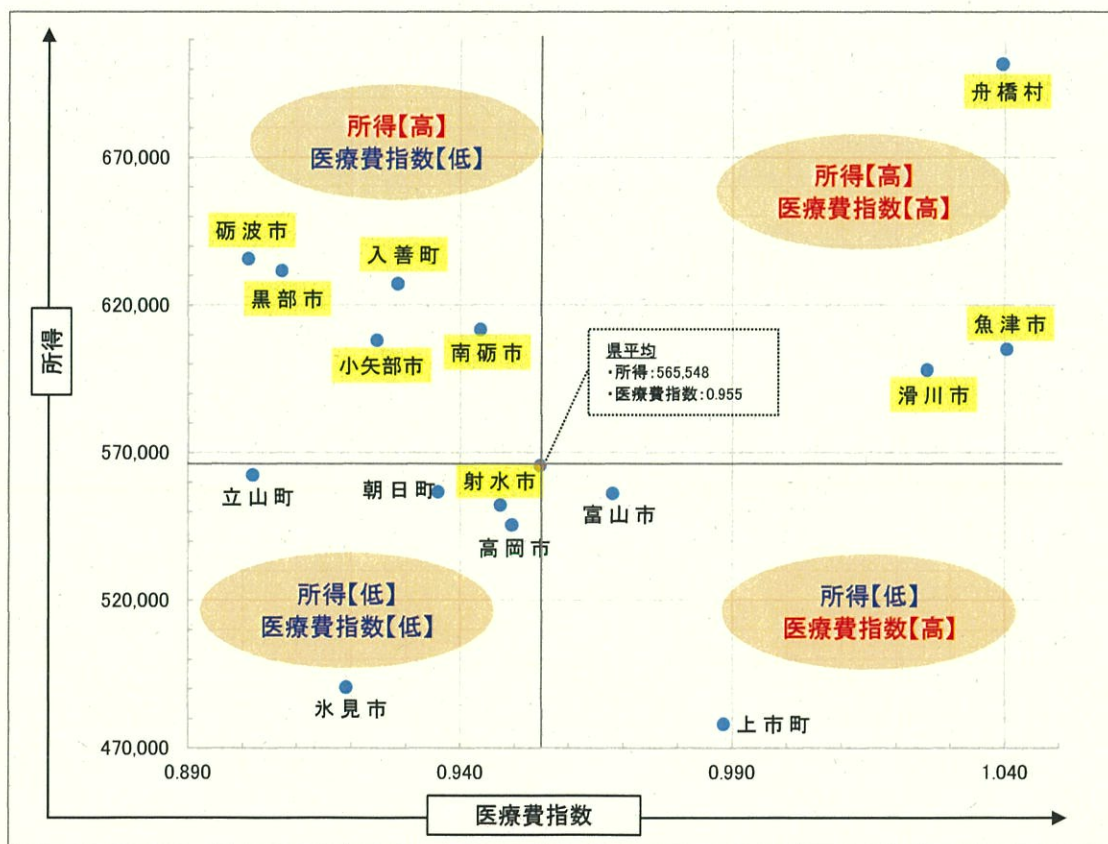 舟橋村
所得【高】
医療費指数【低】
所得【高】
医療費指数【高】
670,000
砺波市
入善町
黒部市
620,000
魚津市
南砺市
小矢部市
県平均
・所得：565,548
・医療費指数：0.955
滑川市
所得
570,000
射水市
朝日町
立山町
富山市
高岡市
所得【低】
医療費指数【低】
所得【低】
医療費指数【高】
520,000
氷見市
上市町
470,000
0.890
0.940
0.990
1.040
医療費指数